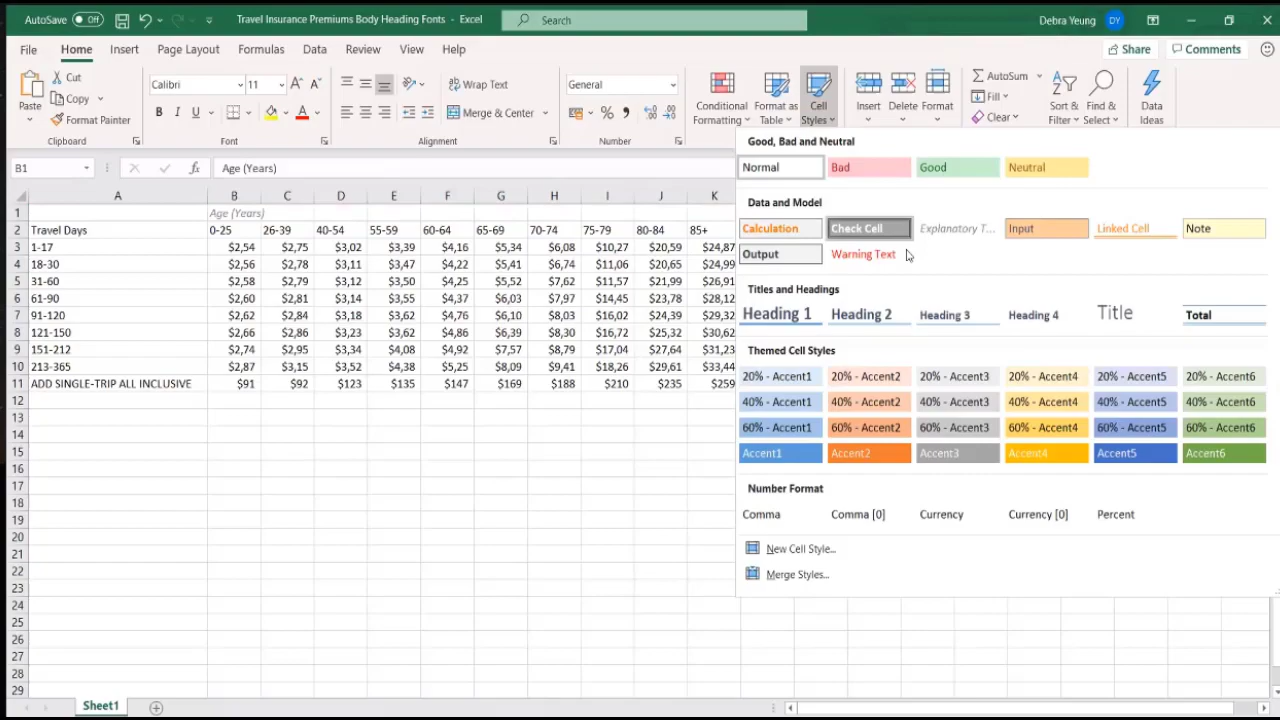 AutoSave Off Travel Insurance Premiums Body Heading Fonts - Excel Search Debra Yeung DY
File Home Insert Page Layout Formulas Data Review View Help Share Comments
Paste Cut Copy Format Painter Clipboard
Calibri 11 B I U Font
Wrap Text Merge & Center Alignment
General % Number
Conditional Formatting Format as Table Cell Styles
Insert Delete Format
AutoSum Fill Clear Sort & Filter Find & Select
Data Ideas
B1 fx Age (Years)
A B C D E F G H I J K
1 Age (Years)
2 Travel Days 0-25 26-39 40-54 55-59 60-64 65-69 70-74 75-79 80-84 85+
3 1-17 $2,54 $2,75 $3,02 $3,39 $4,16 $5,34 $6,08 $10,27 $20,59 $24,87
4 18-30 $2,56 $2,78 $3,11 $3,47 $4,22 $5,41 $6,74 $11,06 $20,65 $24,99
5 31-60 $2,58 $2,79 $3,12 $3,50 $4,25 $5,52 $7,62 $11,57 $21,99 $26,91
6 61-90 $2,60 $2,81 $3,14 $3,55 $4,37 $6,03 $7,97 $14,45 $23,78 $28,12
7 91-120 $2,62 $2,84 $3,18 $3,62 $4,76 $6,10 $8,03 $16,02 $24,39 $29,32
8 121-150 $2,66 $2,86 $3,23 $3,62 $4,86 $6,39 $8,30 $16,72 $25,32 $30,62
9 151-212 $2,74 $2,95 $3,34 $4,08 $4,92 $7,57 $8,79 $17,04 $27,64 $31,23
10 213-365 $2,87 $3,15 $3,52 $4,38 $5,25 $8,09 $9,41 $18,26 $29,61 $33,44
11 ADD SINGLE-TRIP ALL INCLUSIVE $91 $92 $123 $135 $147 $169 $188 $210 $235 $259
12
13
14
15
16
17
18
19
20
21
22
23
24
25
26
27
28
29
Good, Bad and Neutral
Normal Bad Good Neutral
Data and Model
Calculation Check Cell Explanatory T... Input Linked Cell Note
Output Warning Text
Titles and Headings
Heading 1 Heading 2 Heading 3 Heading 4 Title Total
Themed Cell Styles
20% - Accent1 20% - Accent2 20% - Accent3 20% - Accent4 20% - Accent5 20% - Accent6
40% - Accent1 40% - Accent2 40% - Accent3 40% - Accent4 40% - Accent5 40% - Accent6
60% - Accent1 60% - Accent2 60% - Accent3 60% - Accent4 60% - Accent5 60% - Accent6
Accent1 Accent2 Accent3 Accent4 Accent5 Accent6
Number Format
Comma Comma [0] Currency Currency [0] Percent
New Cell Style...
Merge Styles...
Sheet1